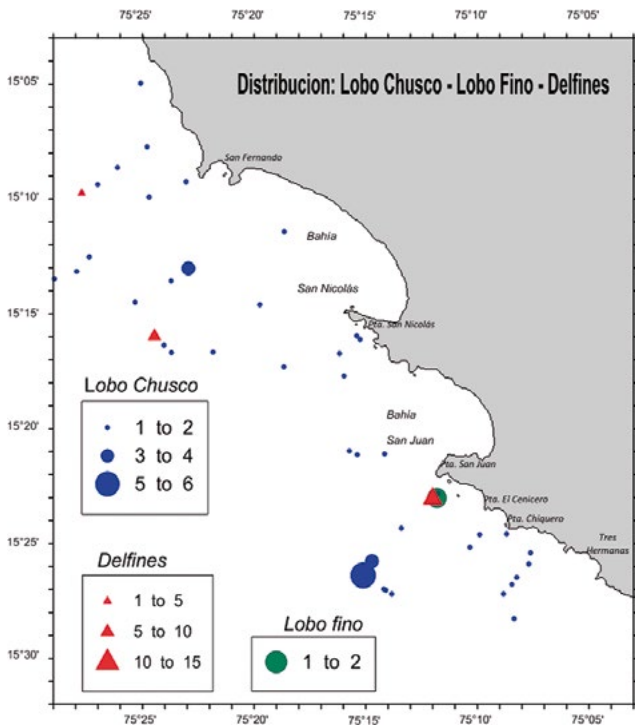 75°25' 75°20' 75°15' 75°10' 75°05'
Distribucion: Lobo Chusco - Lobo Fino - Delfines
15°05'
San Fernando
15°10'
Bahía
San Nicolás
15°15'
Pta. San Nicolás
15°20'
Lobo Chusco
1 to 2
3 to 4
5 to 6
Bahía
San Juan
Pta. San Juan
Pta. El Cenicero
Pta. Chiquero
Tres
Hermanas
15°25'
Delfines
1 to 5
5 to 10
10 to 15
Lobo fino
1 to 2
15°30'
75°25' 75°20' 75°15' 75°10' 75°05'